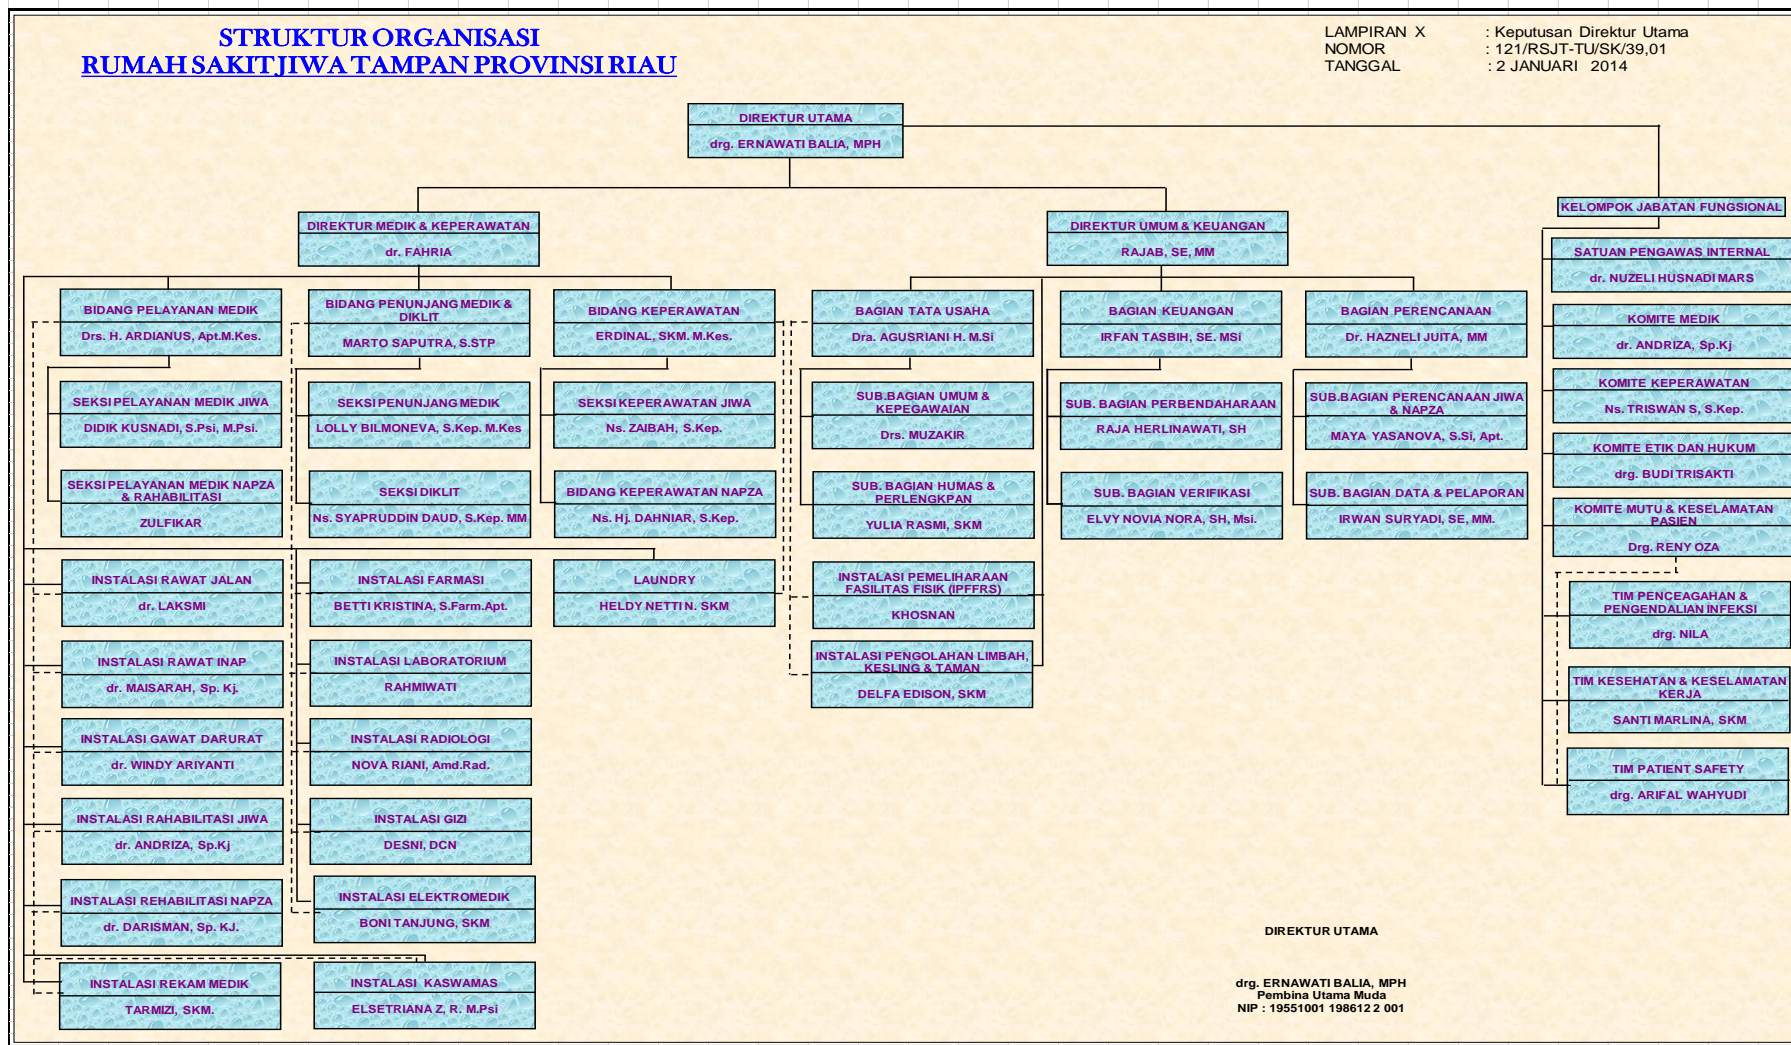 STRUKTUR ORGANISASI
RUMAH SAKIT JIWA TAMPAN PROVINSI RIAU
LAMPIRAN X : Keputusan Direktur Utama
NOMOR : 121/RSJT-TU/SK/39,01
TANGGAL : 2 JANUARI 2014
DIREKTUR UTAMA
drg. ERNAWATI BALIA, MPH
DIREKTUR MEDIK & KEPERAWATAN
dr. FAHRIA
DIREKTUR UMUM & KEUANGAN
RAJAB, SE, MM
KELOMPOK JABATAN FUNGSIONAL
BIDANG PELAYANAN MEDIK
Drs. H. ARDIANUS, Apt.M.Kes.
BIDANG PENUNJANG MEDIK &
DIKLIT
MARTO SAPUTRA, S.STP
BIDANG KEPERAWATAN
ERDINAL, SKM. M.Kes.
BAGIAN TATA USAHA
Dra. AGUSRIANI H. M.Si
BAGIAN KEUANGAN
IRFAN TASBIH, SE. MSi
BAGIAN PERENCANAAN
Dr. HAZNELI JUITA, MM
SEKSI PELAYANAN MEDIK JIWA
DIDIK KUSNADI, S.Psi, M.Psi.
SEKSI PENUNJANG MEDIK
LOLLY BILMONEVA, S.Kep. M.Kes
SEKSI KEPERAWATAN JIWA
Ns. ZAIBAH, S.Kep.
SUB.BAGIAN UMUM &
KEPEGAWAIAN
Drs. MUZAKIR
SUB. BAGIAN PERBENDAHARAAN
RAJA HERLINAWATI, SH
SUB.BAGIAN PERENCANAAN JIWA
& NAPZA
MAYA YASANOVA, S.Si, Apt.
SEKSI PELAYANAN MEDIK NAPZA
& RAHABILITASI
ZULFIKAR
SEKSI DIKLIT
Ns. SYAPRUDDIN DAUD, S.Kep. MM
BIDANG KEPERAWATAN NAPZA
Ns. Hj. DAHNIAR, S.Kep.
SUB. BAGIAN HUMAS &
PERLENGKPAN
YULIA RASMI, SKM
SUB. BAGIAN VERIFIKASI
ELVY NOVIA NORA, SH, Msi.
SUB. BAGIAN DATA & PELAPORAN
IRWAN SURYADI, SE, MM.
INSTALASI RAWAT JALAN
dr. LAKSMI
INSTALASI FARMASI
BETTI KRISTINA, S.Farm.Apt.
LAUNDRY
HELDY NETTI N. SKM
INSTALASI PEMELIHARAAN
FASILITAS FISIK (IPFFRS)
KHOSNAN
INSTALASI RAWAT INAP
dr. MAISARAH, Sp. Kj.
INSTALASI LABORATORIUM
RAHMIWATI
INSTALASI PENGOLAHAN LIMBAH,
KESLING & TAMAN
DELFA EDISON, SKM
INSTALASI GAWAT DARURAT
dr. WINDY ARIYANTI
INSTALASI RADIOLOGI
NOVA RIANI, Amd.Rad.
INSTALASI RAHABILITASI JIWA
dr. ANDRIZA, Sp.Kj
INSTALASI GIZI
DESNI, DCN
INSTALASI REHABILITASI NAPZA
dr. DARISMAN, Sp. KJ.
INSTALASI ELEKTROMEDIK
BONI TANJUNG, SKM
INSTALASI REKAM MEDIK
TARMIZI, SKM.
INSTALASI KASWAMAS
ELSETRIANA Z, R. M.Psi
SATUAN PENGAWAS INTERNAL
dr. NUZELI HUSNADI MARS
KOMITE MEDIK
dr. ANDRIZA, Sp.Kj
KOMITE KEPERAWATAN
Ns. TRISWAN S, S.Kep.
KOMITE ETIK DAN HUKUM
drg. BUDI TRISAKTI
KOMITE MUTU & KESELAMATAN
PASIEN
Drg. RENY OZA
TIM PENCEAGAHAN &
PENGENDALIAN INFEKSI
drg. NILA
TIM KESEHATAN & KESELAMATAN
KERJA
SANTI MARLINA, SKM
TIM PATIENT SAFETY
drg. ARIFAL WAHYUDI
DIREKTUR UTAMA
drg. ERNAWATI BALIA, MPH
Pembina Utama Muda
NIP : 19551001 198612 2 001